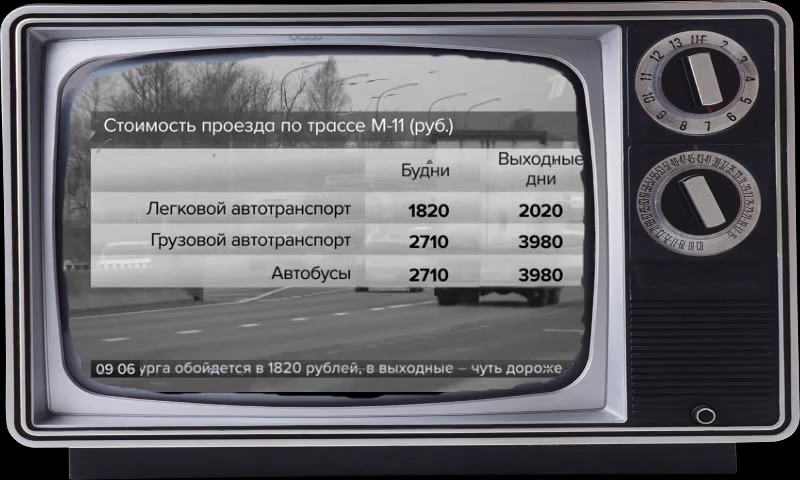 Стоимость проезда по трассе М-11 (руб.)
Будни
Выходные
дни
Легковой автотранспорт 1820 2020
Грузовой автотранспорт 2710 3980
Автобусы 2710 3980
09 06 урга обойдется в 1820 рублей, в выходные – чуть дороже